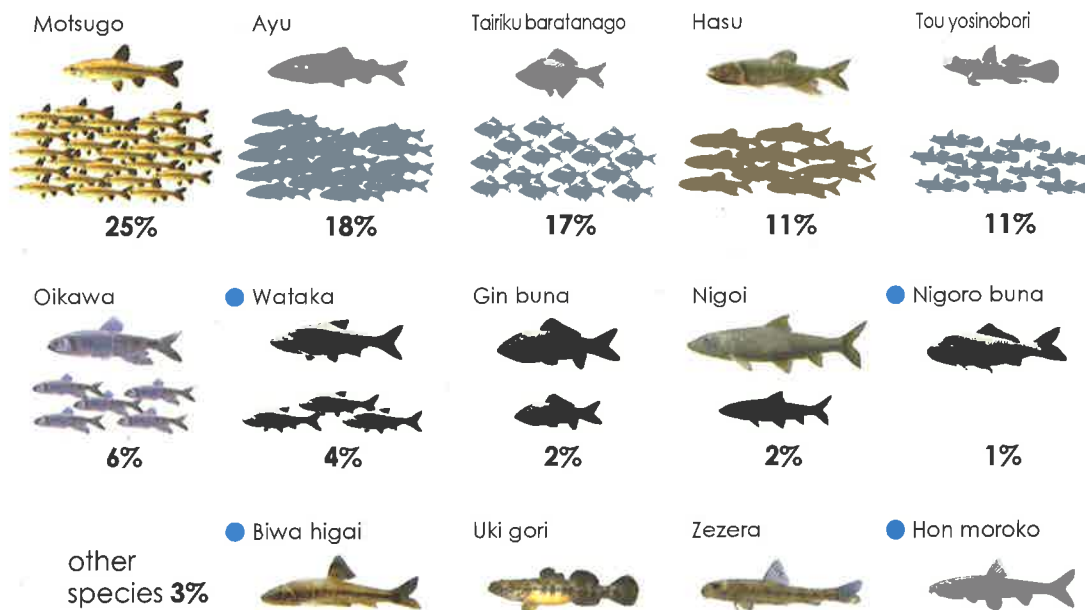 Motsugo
Ayu
Tairiku baratanago
Hasu
Tou yosinobori
25%
18%
17%
11%
11%
Oikawa
Wataka
Gin buna
Nigoi
Nigoro buna
6%
4%
2%
2%
1%
Biwa higai
Uki gori
Zezera
Hon moroko
other
species 3%